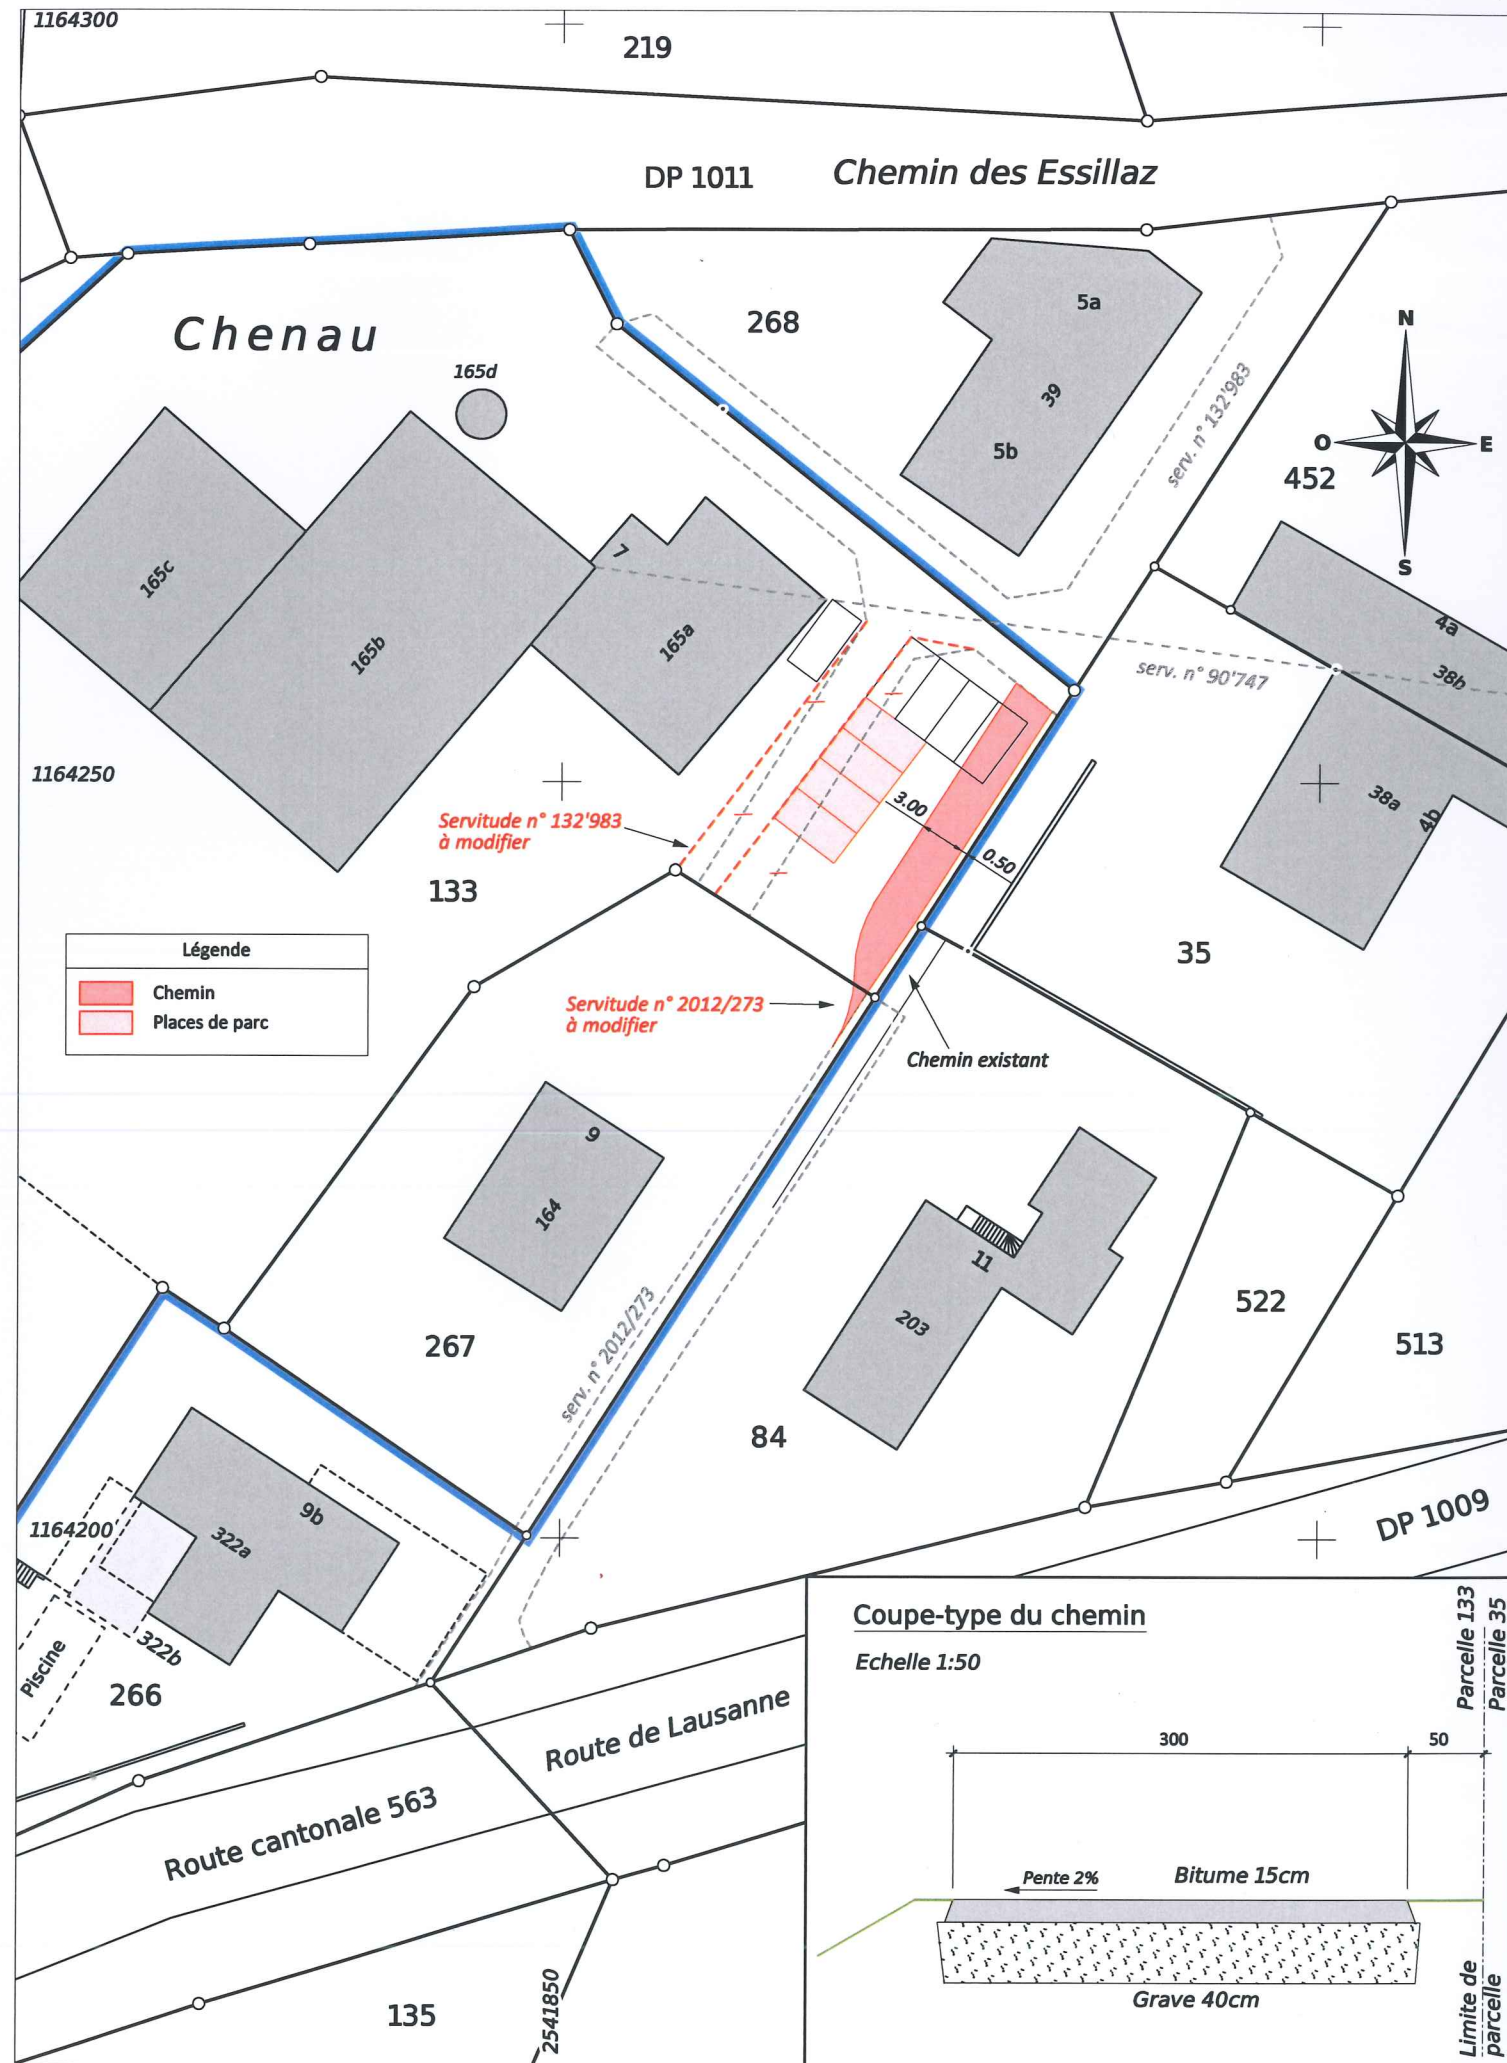 1164300
219
DP 1011
Chemin des Essillaz
Chenau
268
5a
39
5b
165d
serv. n° 132'983
N
O
E
S
452
7
165c
165b
165a
4a
38b
serv. n° 90'747
1164250
38a
4b
3.00
0.50
Servitude n° 132'983
à modifier
133
35
Légende
Chemin
Places de parc
Servitude n° 2012/273
à modifier
Chemin existant
9
164
11
203
522
267
513
serv. n° 2012/273
84
9b
322a
1164200
DP 1009
322b
Piscine
266
Route de Lausanne
Route cantonale 563
135
2541850
Coupe-type du chemin
Echelle 1:50
Parcelle 133
Parcelle 35
300
50
Pente 2%
Bitume 15cm
Grave 40cm
Limite de
parcelle